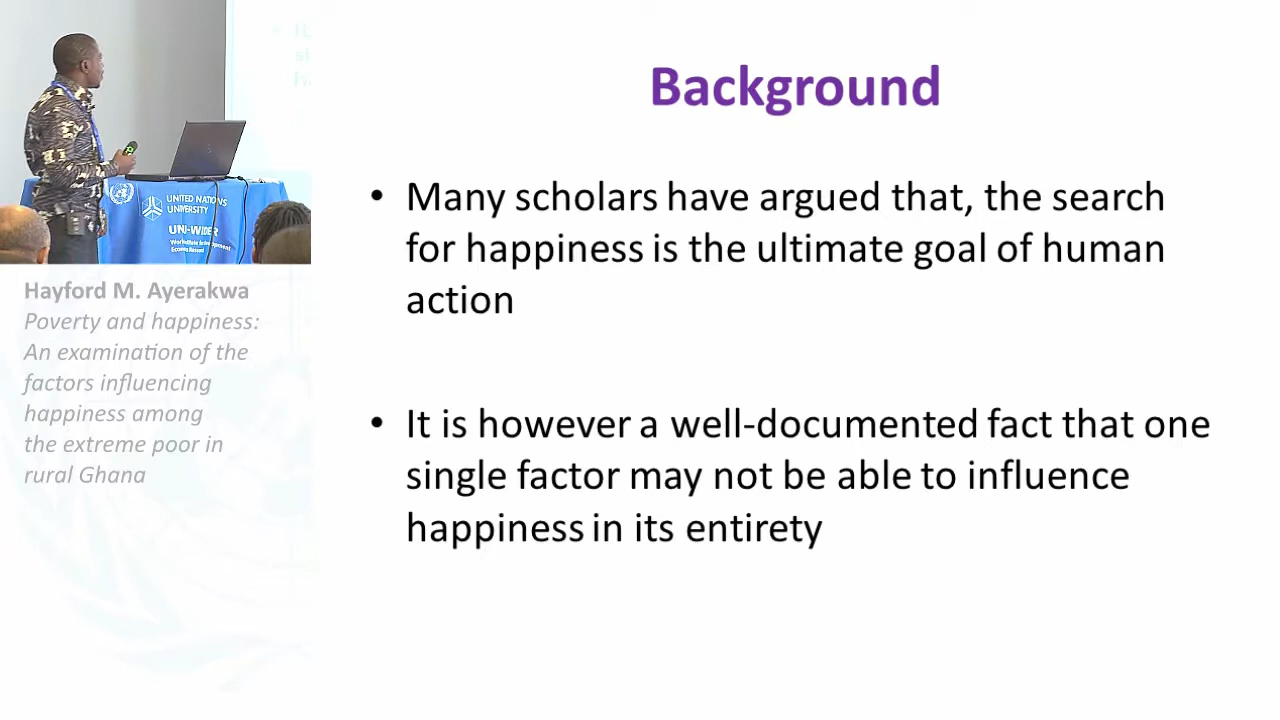 Background
• Many scholars have argued that, the search
for happiness is the ultimate goal of human
action
• It is however a well-documented fact that one
single factor may not be able to influence
happiness in its entirety
UNITED NATIONS
UNIVERSITY
UNU-WIDER
Hayford M. Ayerakwa
Poverty and happiness:
An examination of the
factors influencing
happiness among
the extreme poor in
rural Ghana